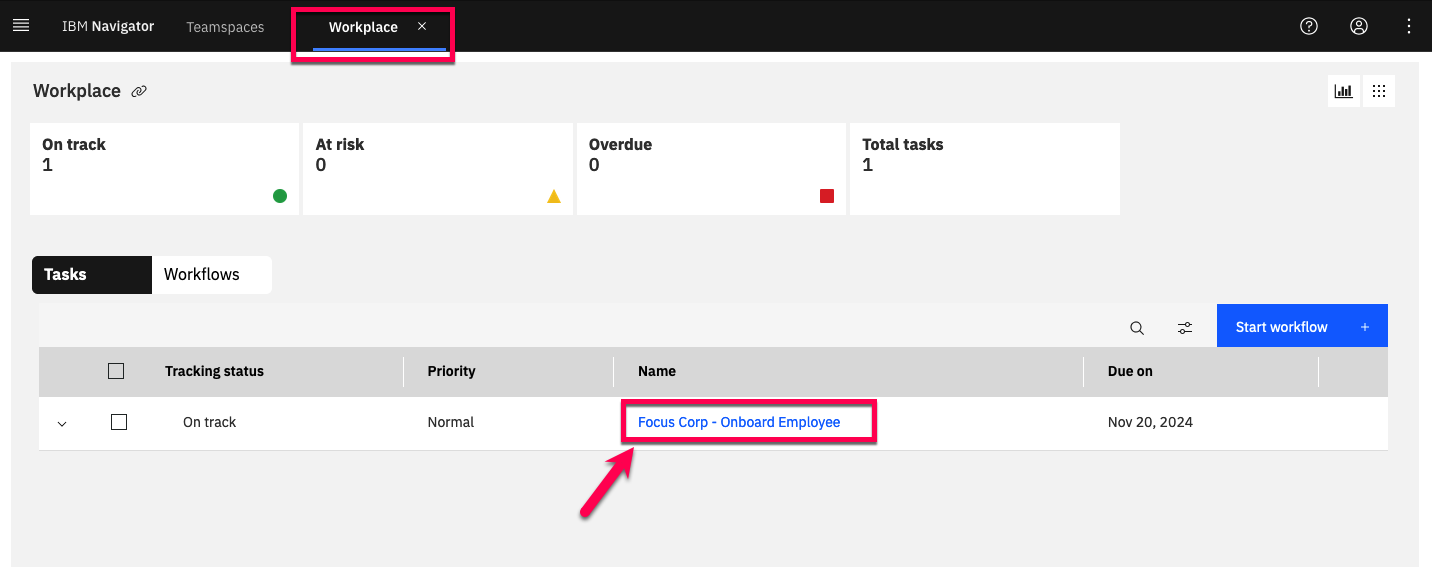 IBM Navigator Teamspaces Workplace
Workplace
On track At risk Overdue Total tasks
1 0 0 1
Tasks Workflows
Start workflow +
Tracking status Priority Name Due on
On track Normal Focus Corp - Onboard Employee Nov 20, 2024